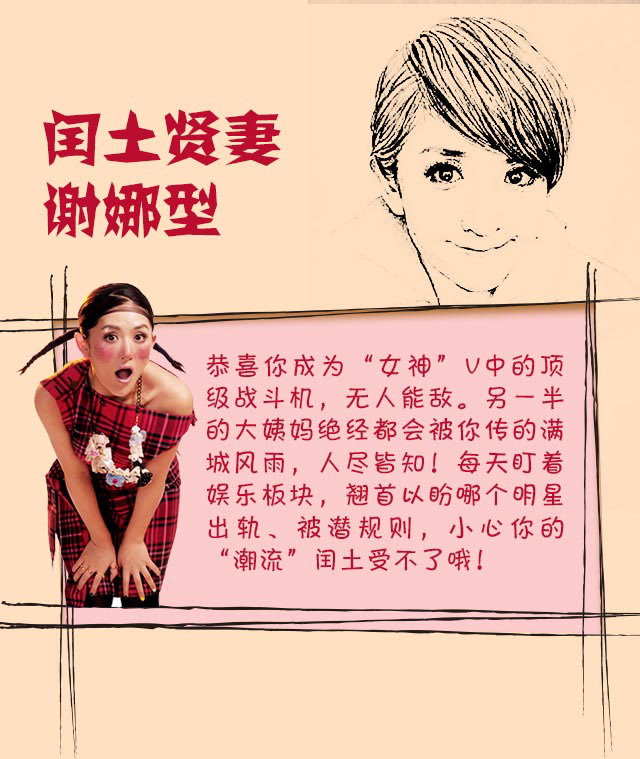 闰土贤妻
谢娜型
恭喜你成为“女神”V中的顶
级战斗机，无人能敌。另一半
的大姨妈绝经都会被你传的满
城风雨，人尽皆知！每天盯着
娱乐板块，翘首以盼哪个明星
出轨、被潜规则，小心你的
“潮流”闰土受不了哦！